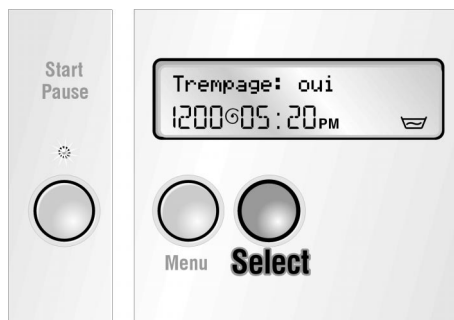 Start
Pause
Trempage: oui
1200 05:20PM
Menu
Select